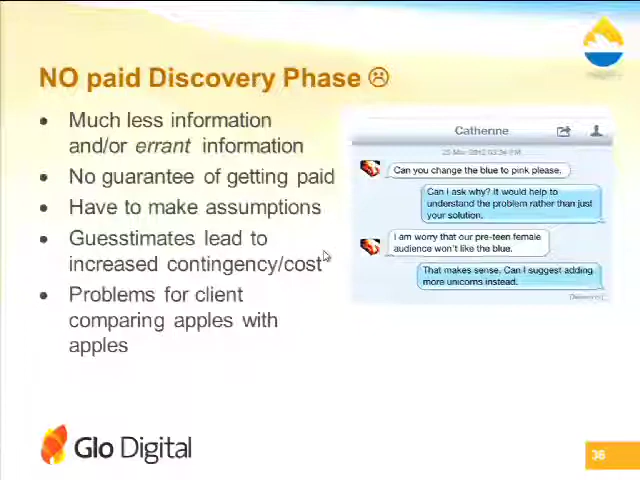 NO paid Discovery Phase ☹
• Much less information
and/or errant information
• No guarantee of getting paid
• Have to make assumptions
• Guesstimates lead to
increased contingency/cost
• Problems for client
comparing apples with
apples
Catherine
Can you change the blue to pink please.
Can I ask why? It would help to
understand the problem rather than just
your solution.
I am worry that our pre-teen female
audience won't like the blue.
That makes sense. Can I suggest adding
more unicorns instead.
Glo Digital
36